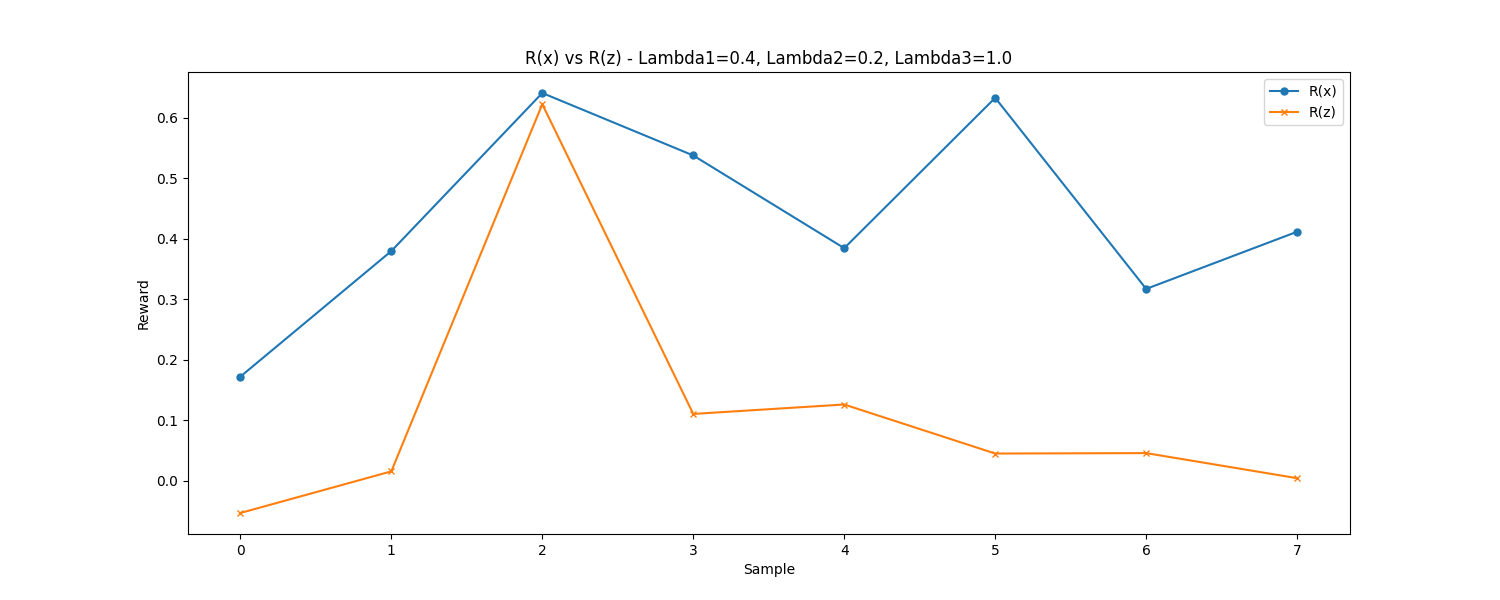 R(x) vs R(z) - Lambda1=0.4, Lambda2=0.2, Lambda3=1.0
R(x)
R(z)
0.6
0.5
0.4
0.3
0.2
0.1
0.0
Reward
0 1 2 3 4 5 6 7
Sample